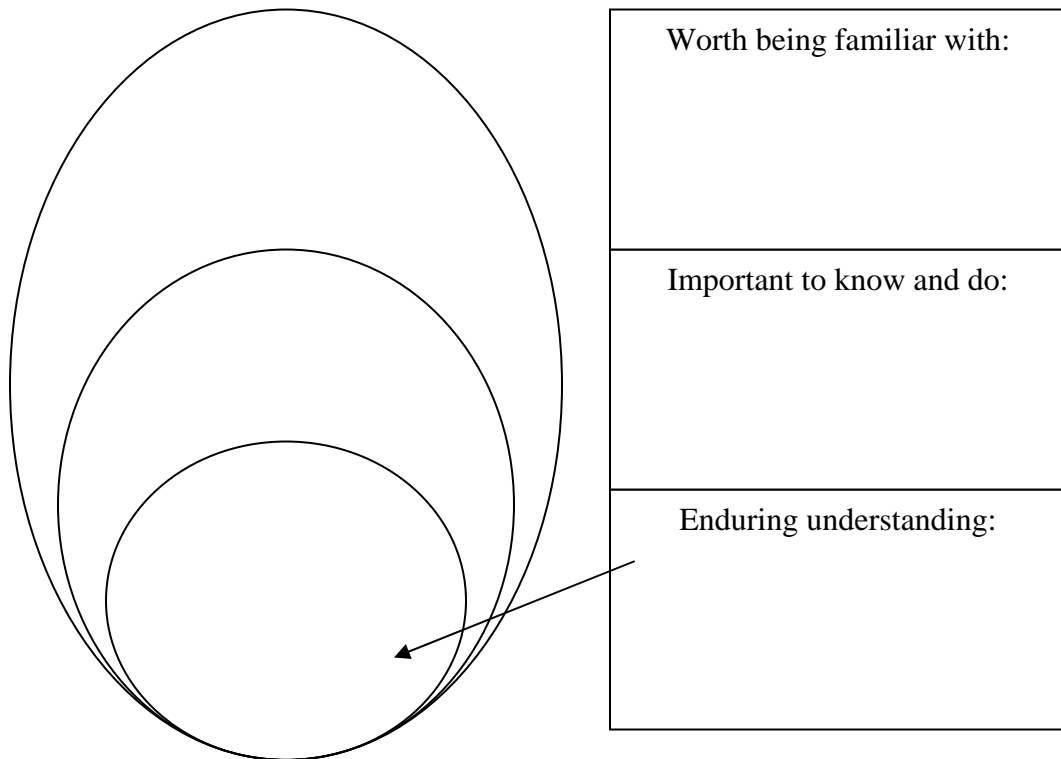 Worth being familiar with:
Important to know and do:
Enduring understanding: